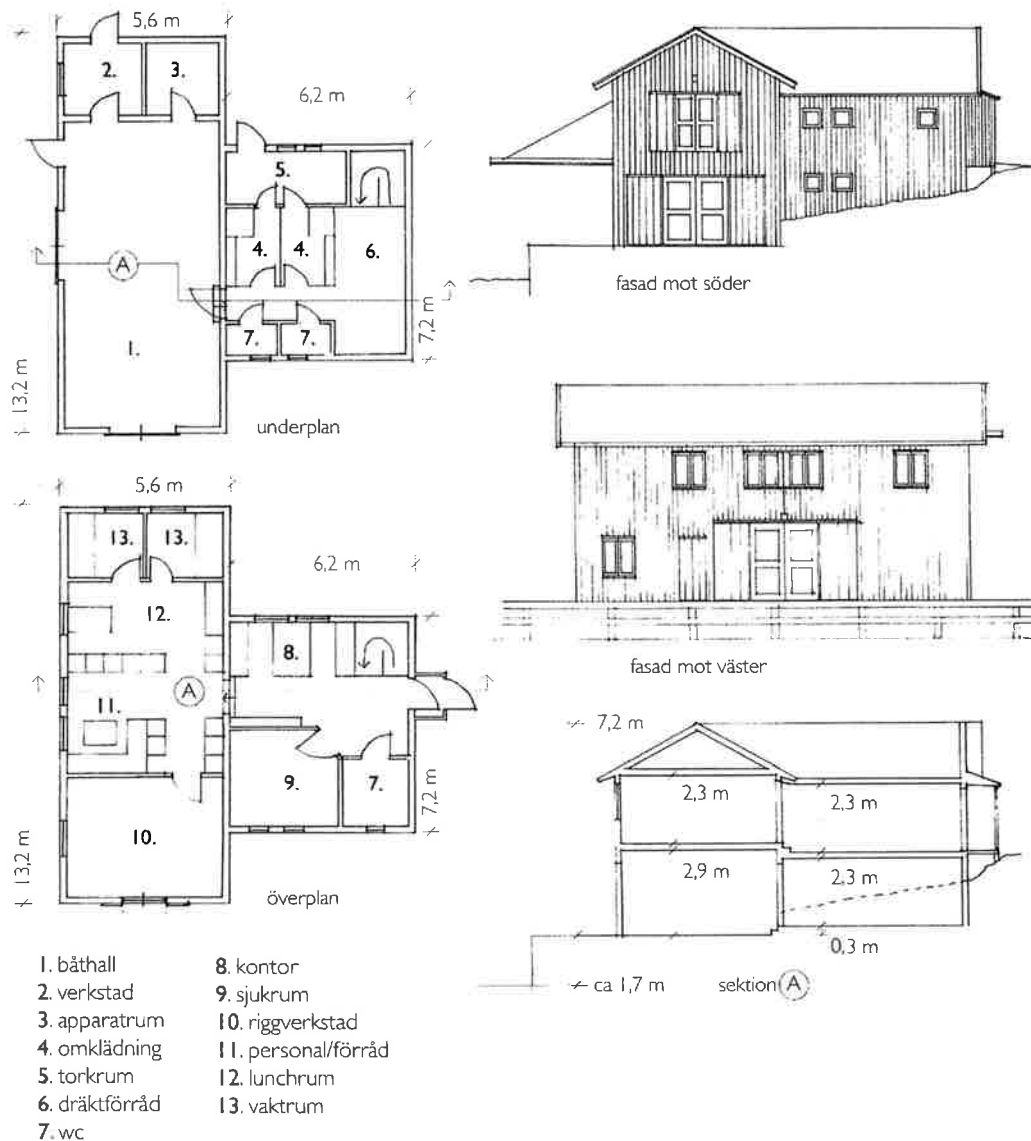 5,6 m
2.
3.
6,2 m
5.
4.
4.
6.
A
7.
7.
7,2 m
1.
13,2 m
underplan
fasad mot söder
5,6 m
13.
13.
6,2 m
12.
8.
A
11.
9.
7.
7,2 m
10.
13,2 m
överplan
fasad mot väster
7,2 m
2,3 m
2,3 m
2,9 m
2,3 m
0,3 m
ca 1,7 m
sektion A
1. båthall
2. verkstad
3. apparatrum
4. omklädning
5. torkrum
6. dräktförråd
7. wc
8. kontor
9. sjukrum
10. riggverkstad
11. personal/förråd
12. lunchrum
13. vaktrum